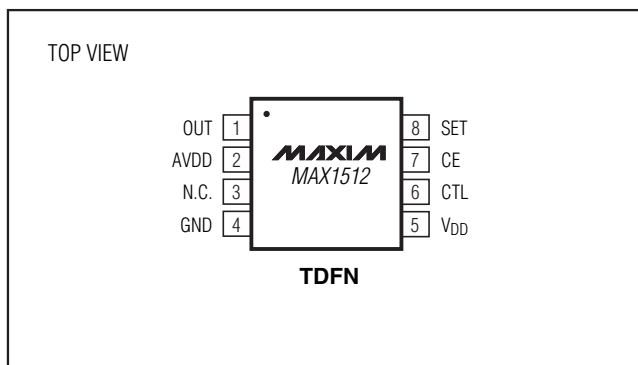 TOP VIEW
OUT 1 8 SET
AVDD 2 MAXIM 7 CE
N.C. 3 MAX1512 6 CTL
GND 4 5 VDD
TDFN